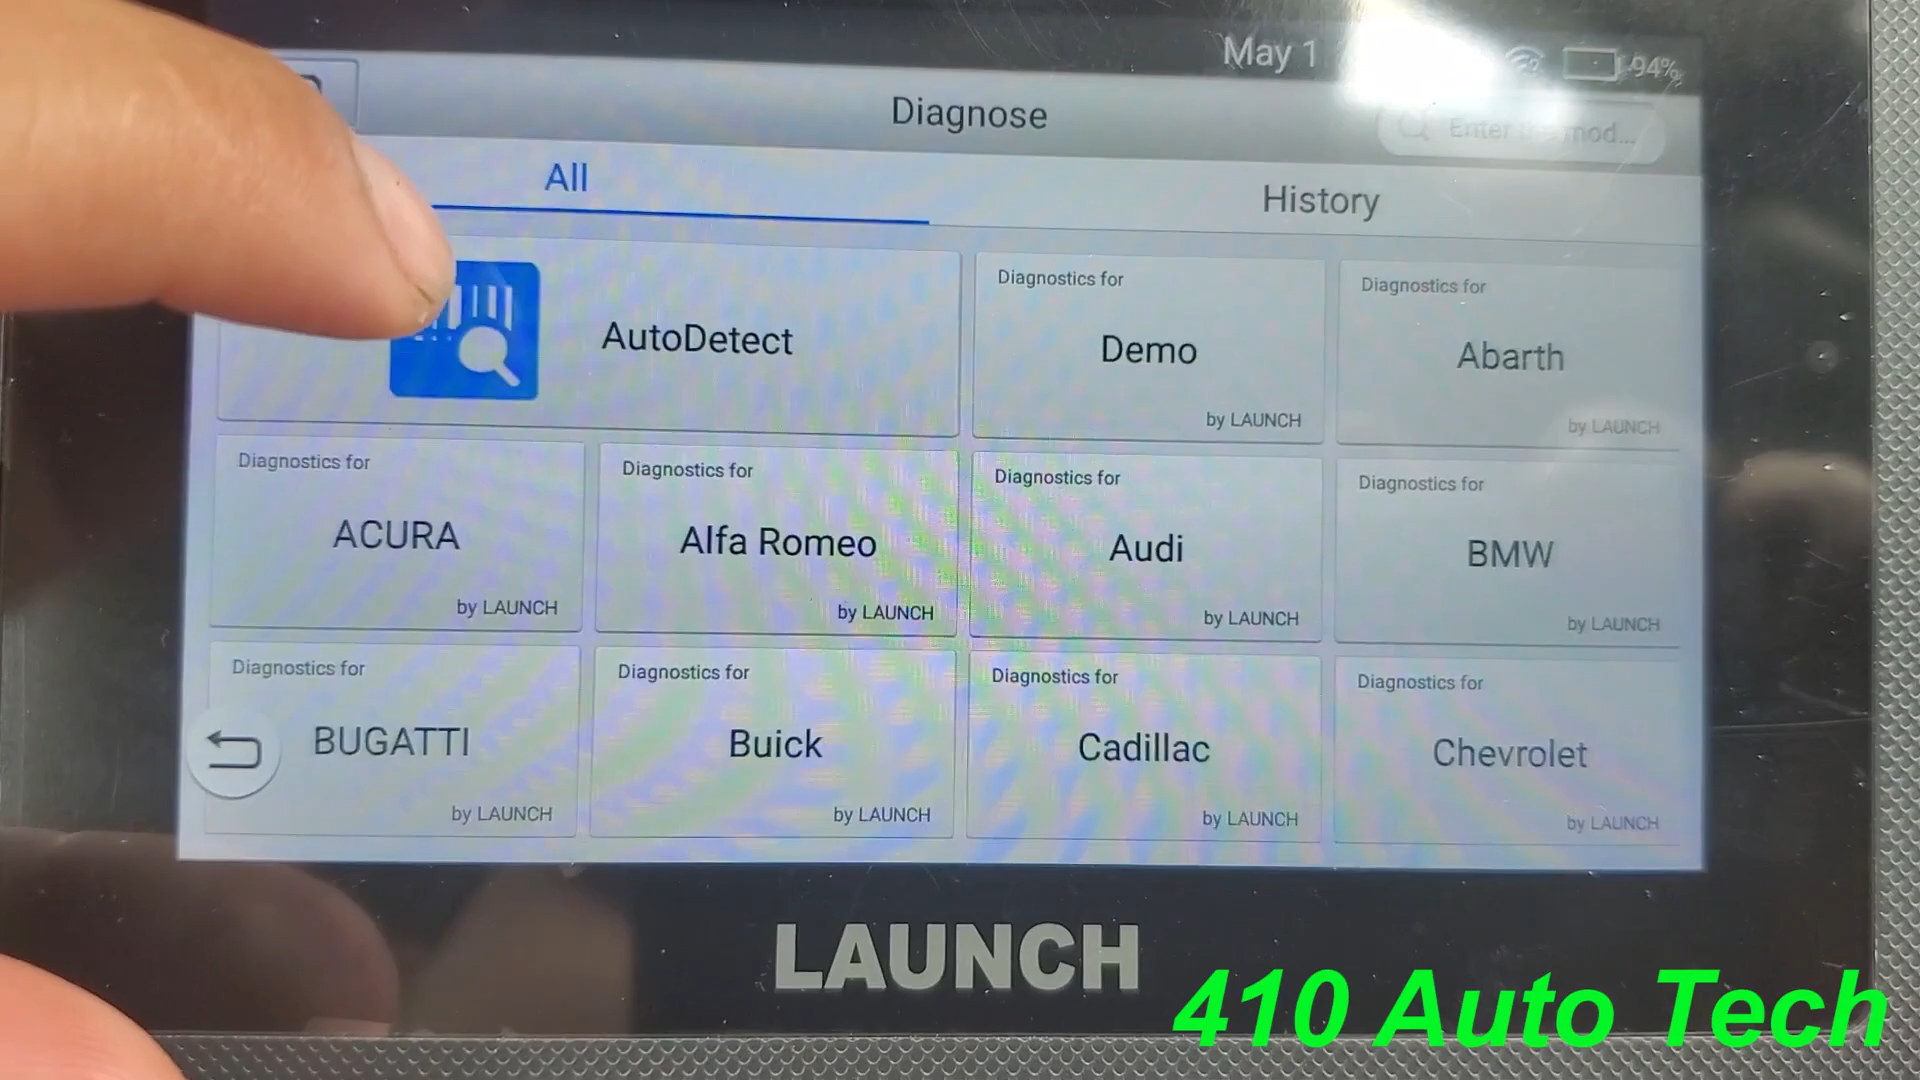 May 1
94%
Diagnose
Enter the mod...
All
History
AutoDetect
Diagnostics for
Demo
by LAUNCH
Diagnostics for
Abarth
by LAUNCH
Diagnostics for
ACURA
by LAUNCH
Diagnostics for
Alfa Romeo
by LAUNCH
Diagnostics for
Audi
by LAUNCH
Diagnostics for
BMW
by LAUNCH
Diagnostics for
BUGATTI
by LAUNCH
Diagnostics for
Buick
by LAUNCH
Diagnostics for
Cadillac
by LAUNCH
Diagnostics for
Chevrolet
by LAUNCH
LAUNCH
410 Auto Tech